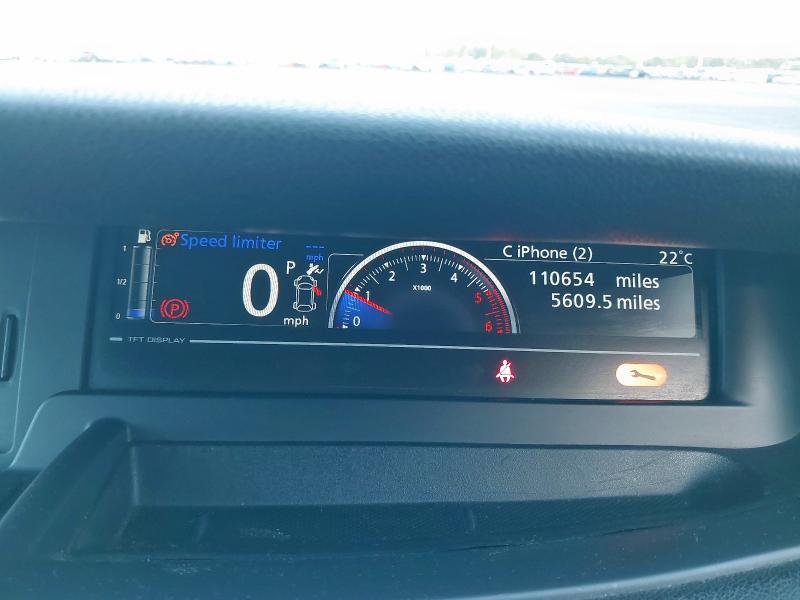 Speed limiter ---
mph
C iPhone (2) 22°C
1
1/2
0
P
0
mph
(P)
0 1 2 3 4 5 6
X1000
110654 miles
5609.5 miles
TFT DISPLAY